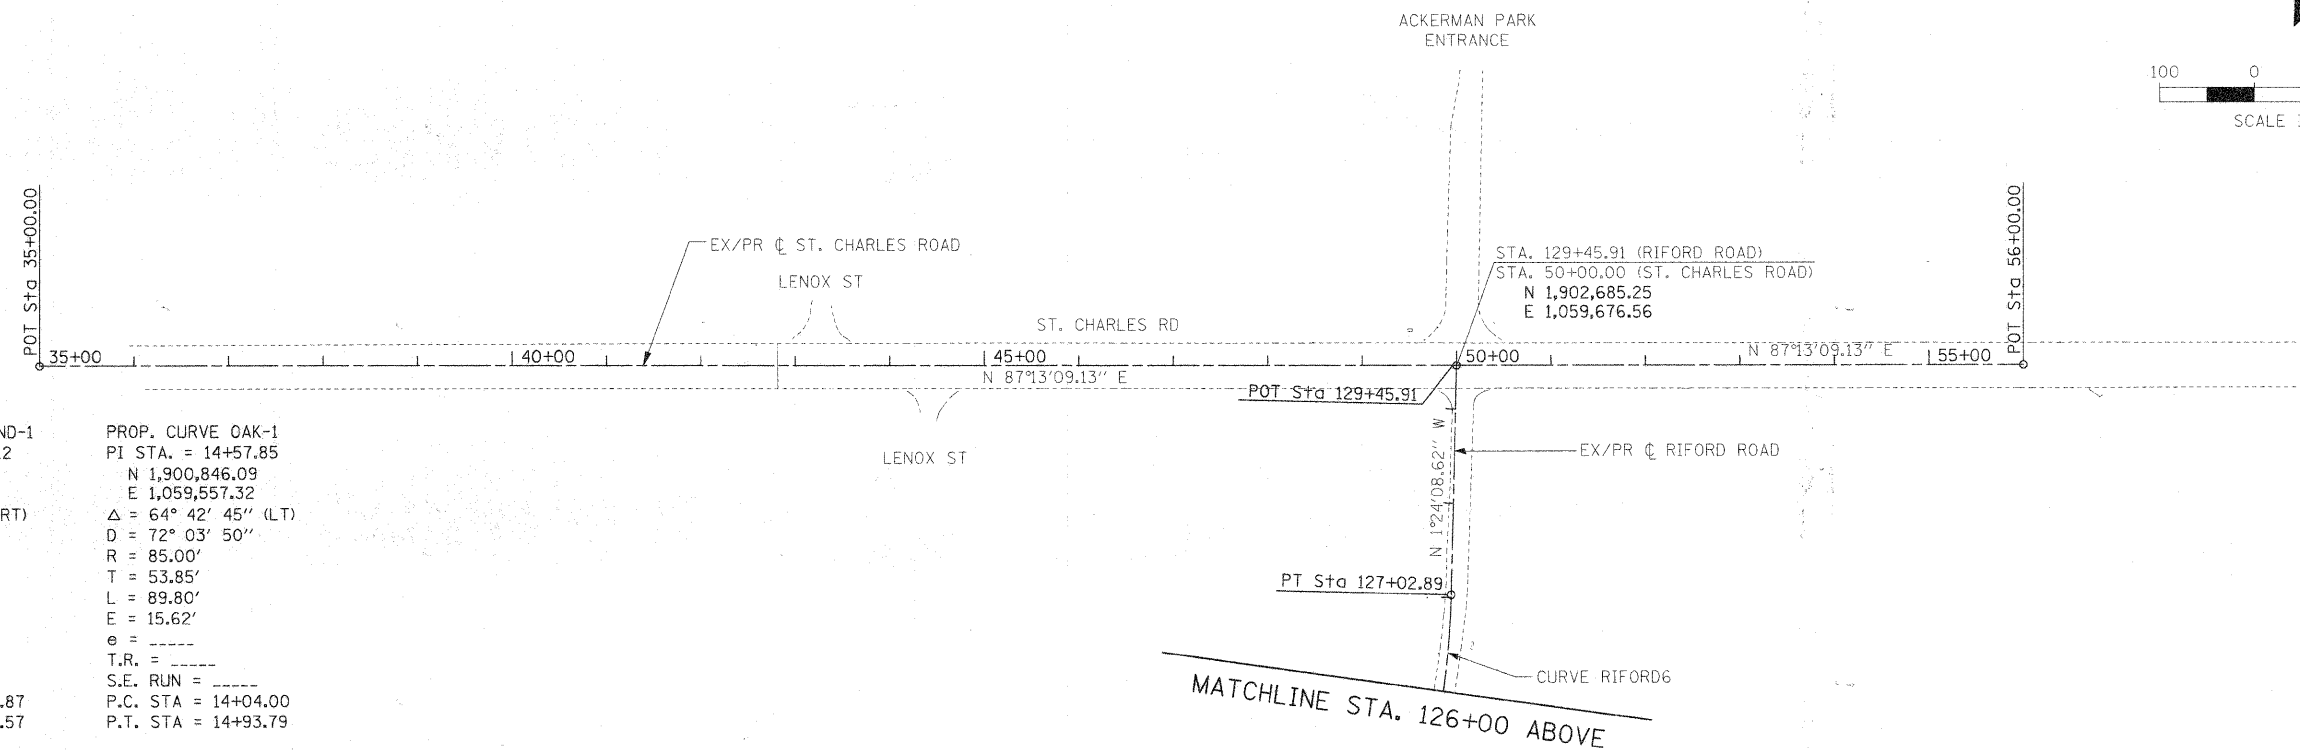 ACKERMAN PARK
ENTRANCE
100 0
SCALE
POT Sta 35+00.00
EX/PR ℄ ST. CHARLES ROAD
LENOX ST
ST. CHARLES RD
STA. 129+45.91 (RIFORD ROAD)
STA. 50+00.00 (ST. CHARLES ROAD)
N 1,902,685.25
E 1,059,676.56
POT Sta 56+00.00
35+00
40+00
45+00
50+00
55+00
N 87°13'09.13" E
N 87°13'09.13" E
POT Sta 129+45.91
LENOX ST
N 1°24'08.62" W
EX/PR ℄ RIFORD ROAD
PT Sta 127+02.89
CURVE RIFORD6
MATCHLINE STA. 126+00 ABOVE
ND-1
2
RT)
.87
.57
PROP. CURVE OAK-1
PI STA. = 14+57.85
N 1,900,846.09
E 1,059,557.32
Δ = 64° 42' 45" (LT)
D = 72° 03' 50"
R = 85.00'
T = 53.85'
L = 89.80'
E = 15.62'
e = _____
T.R. = _____
S.E. RUN = _____
P.C. STA = 14+04.00
P.T. STA = 14+93.79